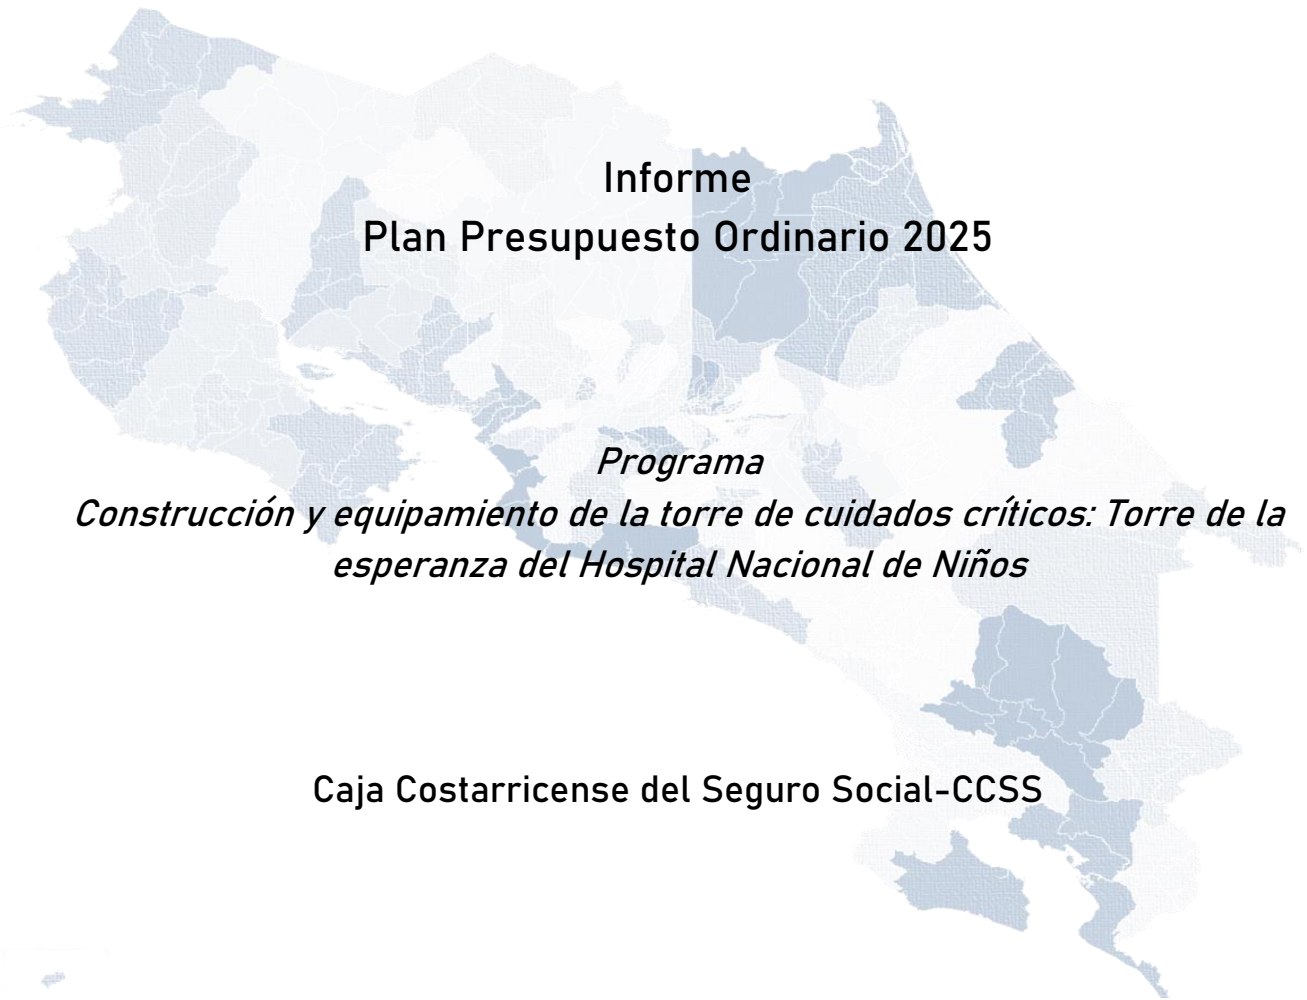 Informe
Plan Presupuesto Ordinario 2025
Programa
Construcción y equipamiento de la torre de cuidados críticos: Torre de la
esperanza del Hospital Nacional de Niños
Caja Costarricense del Seguro Social-CCSS